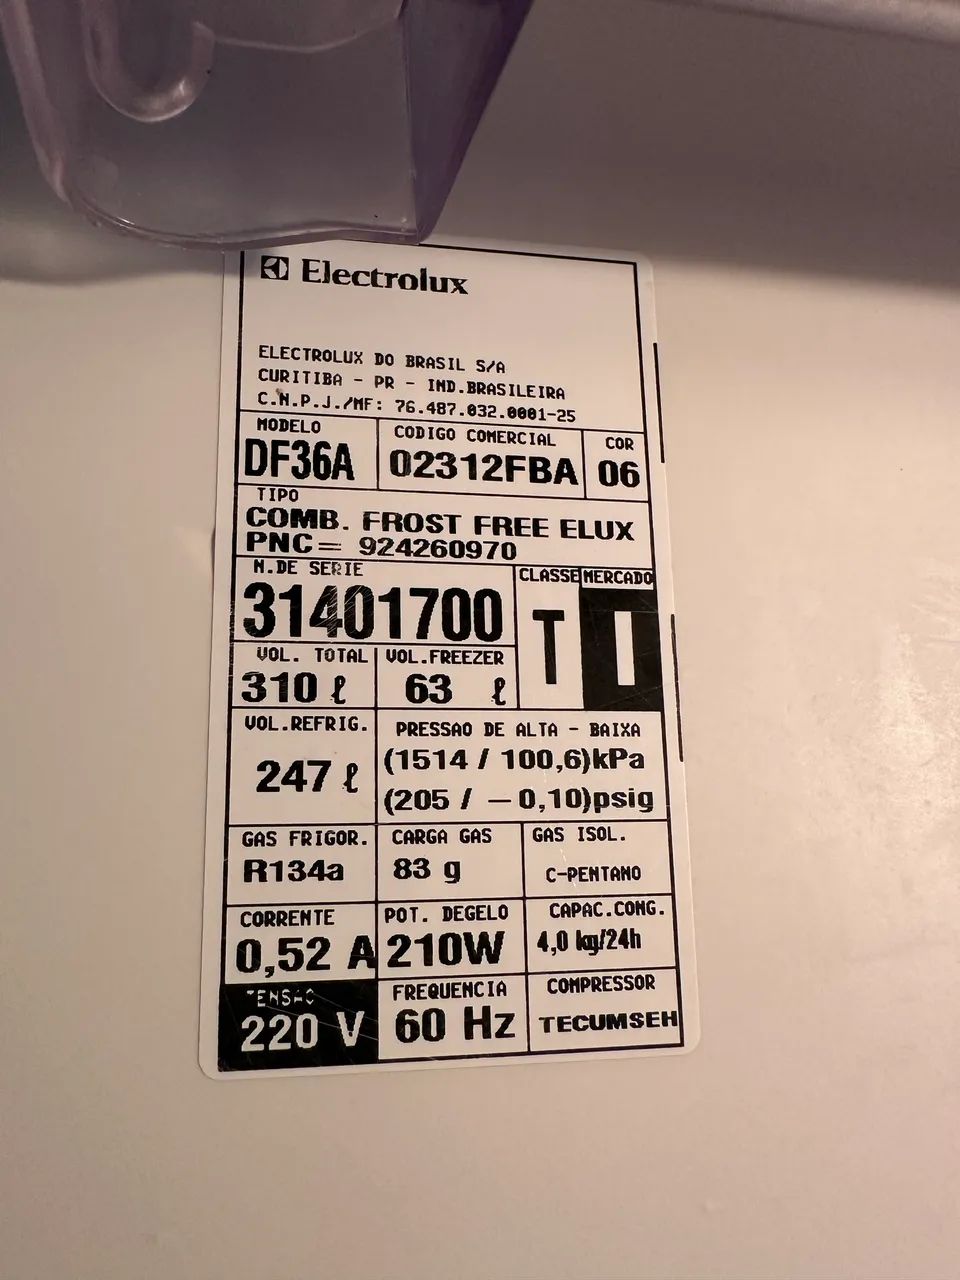 Electrolux
ELECTROLUX DO BRASIL S/A
CURITIBA - PR - IND.BRASILEIRA
C.N.P.J./MF: 76.487.032.0001-25
MODELO CODIGO COMERCIAL COR
DF36A 02312FBA 06
TIPO
COMB. FROST FREE ELUX
PNC= 924260970
N.DE SERIE CLASSE MERCADO
31401700 T I
VOL. TOTAL VOL.FREEZER
310 ℓ 63 ℓ
VOL.REFRIG. PRESSAO DE ALTA - BAIXA
247 ℓ (1514 / 100,6)kPa
(205 / - 0,10)psig
GAS FRIGOR. CARGA GAS GAS ISOL.
R134a 83 g C-PENTANO
CORRENTE POT. DEGELO CAPAC.CONG.
0,52 A 210W 4,0 kg/24h
TENSAO FREQUENCIA COMPRESSOR
220 V 60 Hz TECUMSEH